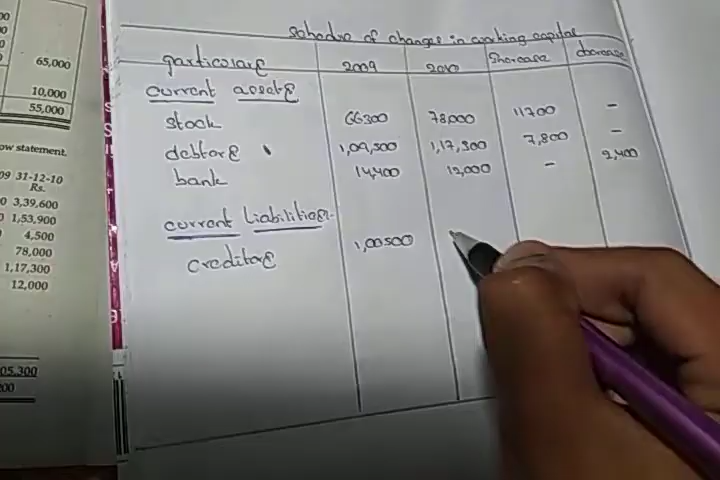 65,000
10,000
55,000
ow statement.
09 31-12-10
Rs.
0 3,39,600
0 1,53,900
4,500
78,000
1,17,300
12,000
05,300
200
Schedue of changes in working capital
particulars 2009 2010 Increase decrease
current assets
stock 66300 78,000 11700 -
debtors 1,09,500 1,17,300 7,800 -
bank 14,400 12,000 - 2,400
current liabilities.
creditors 1,00500